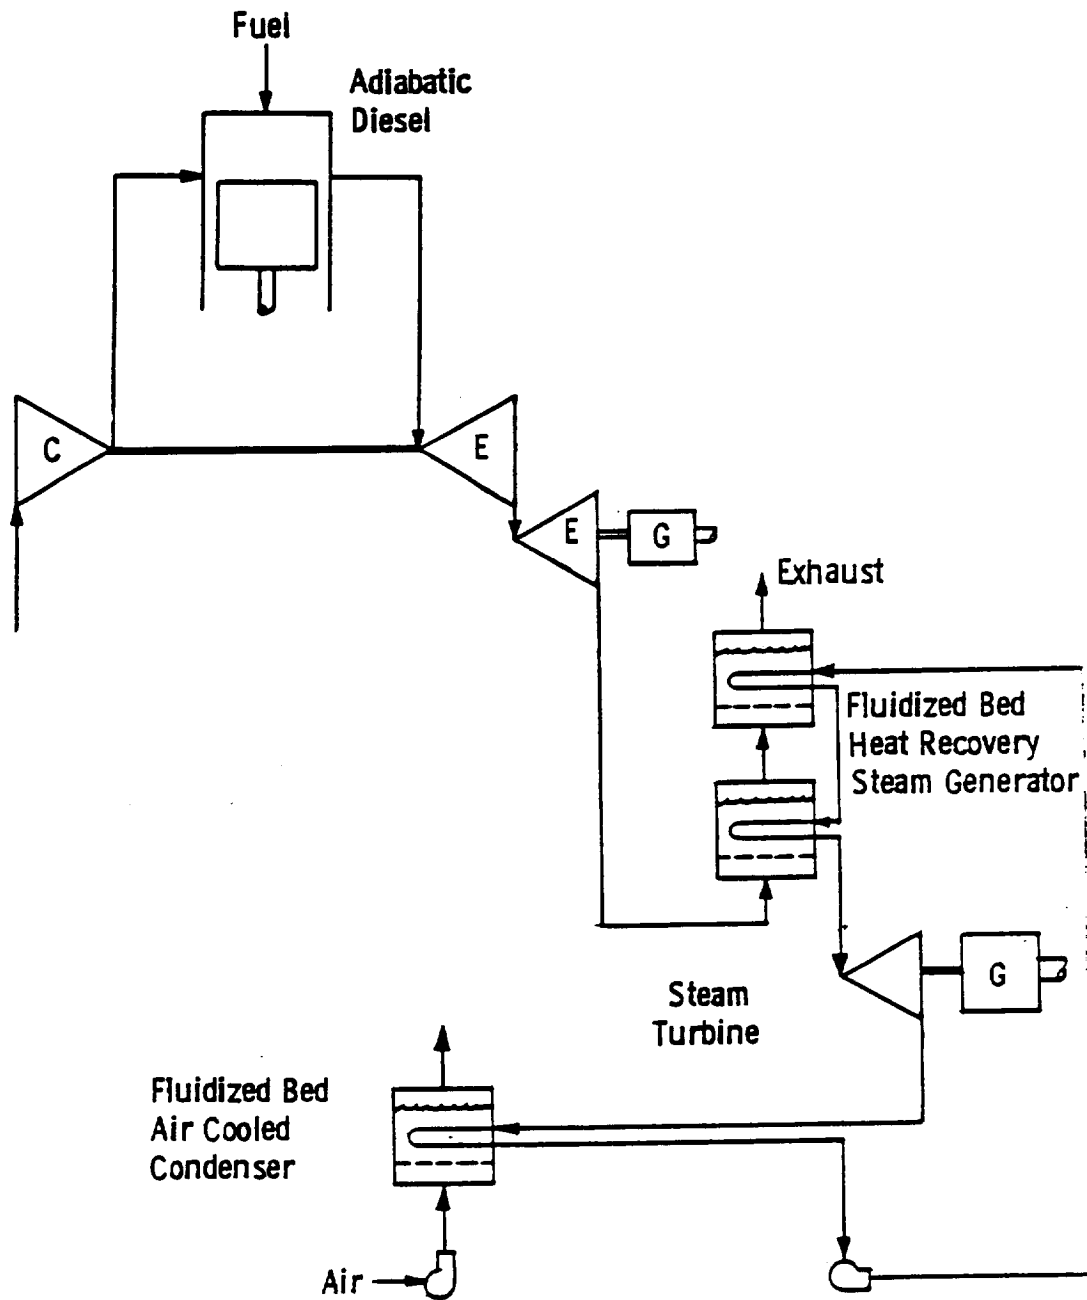 Fuel
Adiabatic
Diesel
C
E
E
G
Exhaust
Fluidized Bed
Heat Recovery
Steam Generator
G
Steam
Turbine
Fluidized Bed
Air Cooled
Condenser
Air